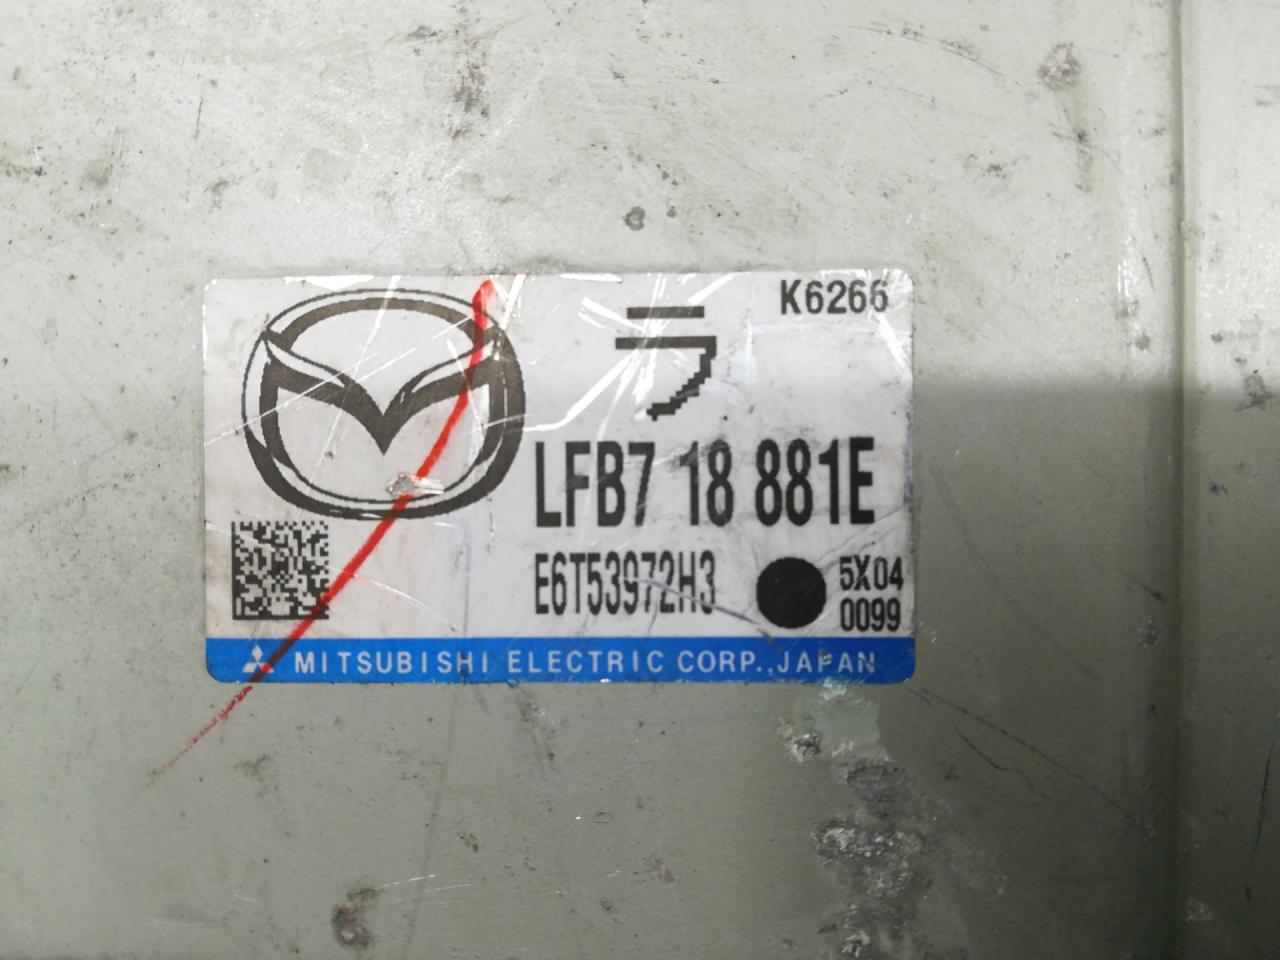 K6266
ラ
LFB7 18 881E
E6T53972H3
5X04
0099
MITSUBISHI ELECTRIC CORP., JAPAN